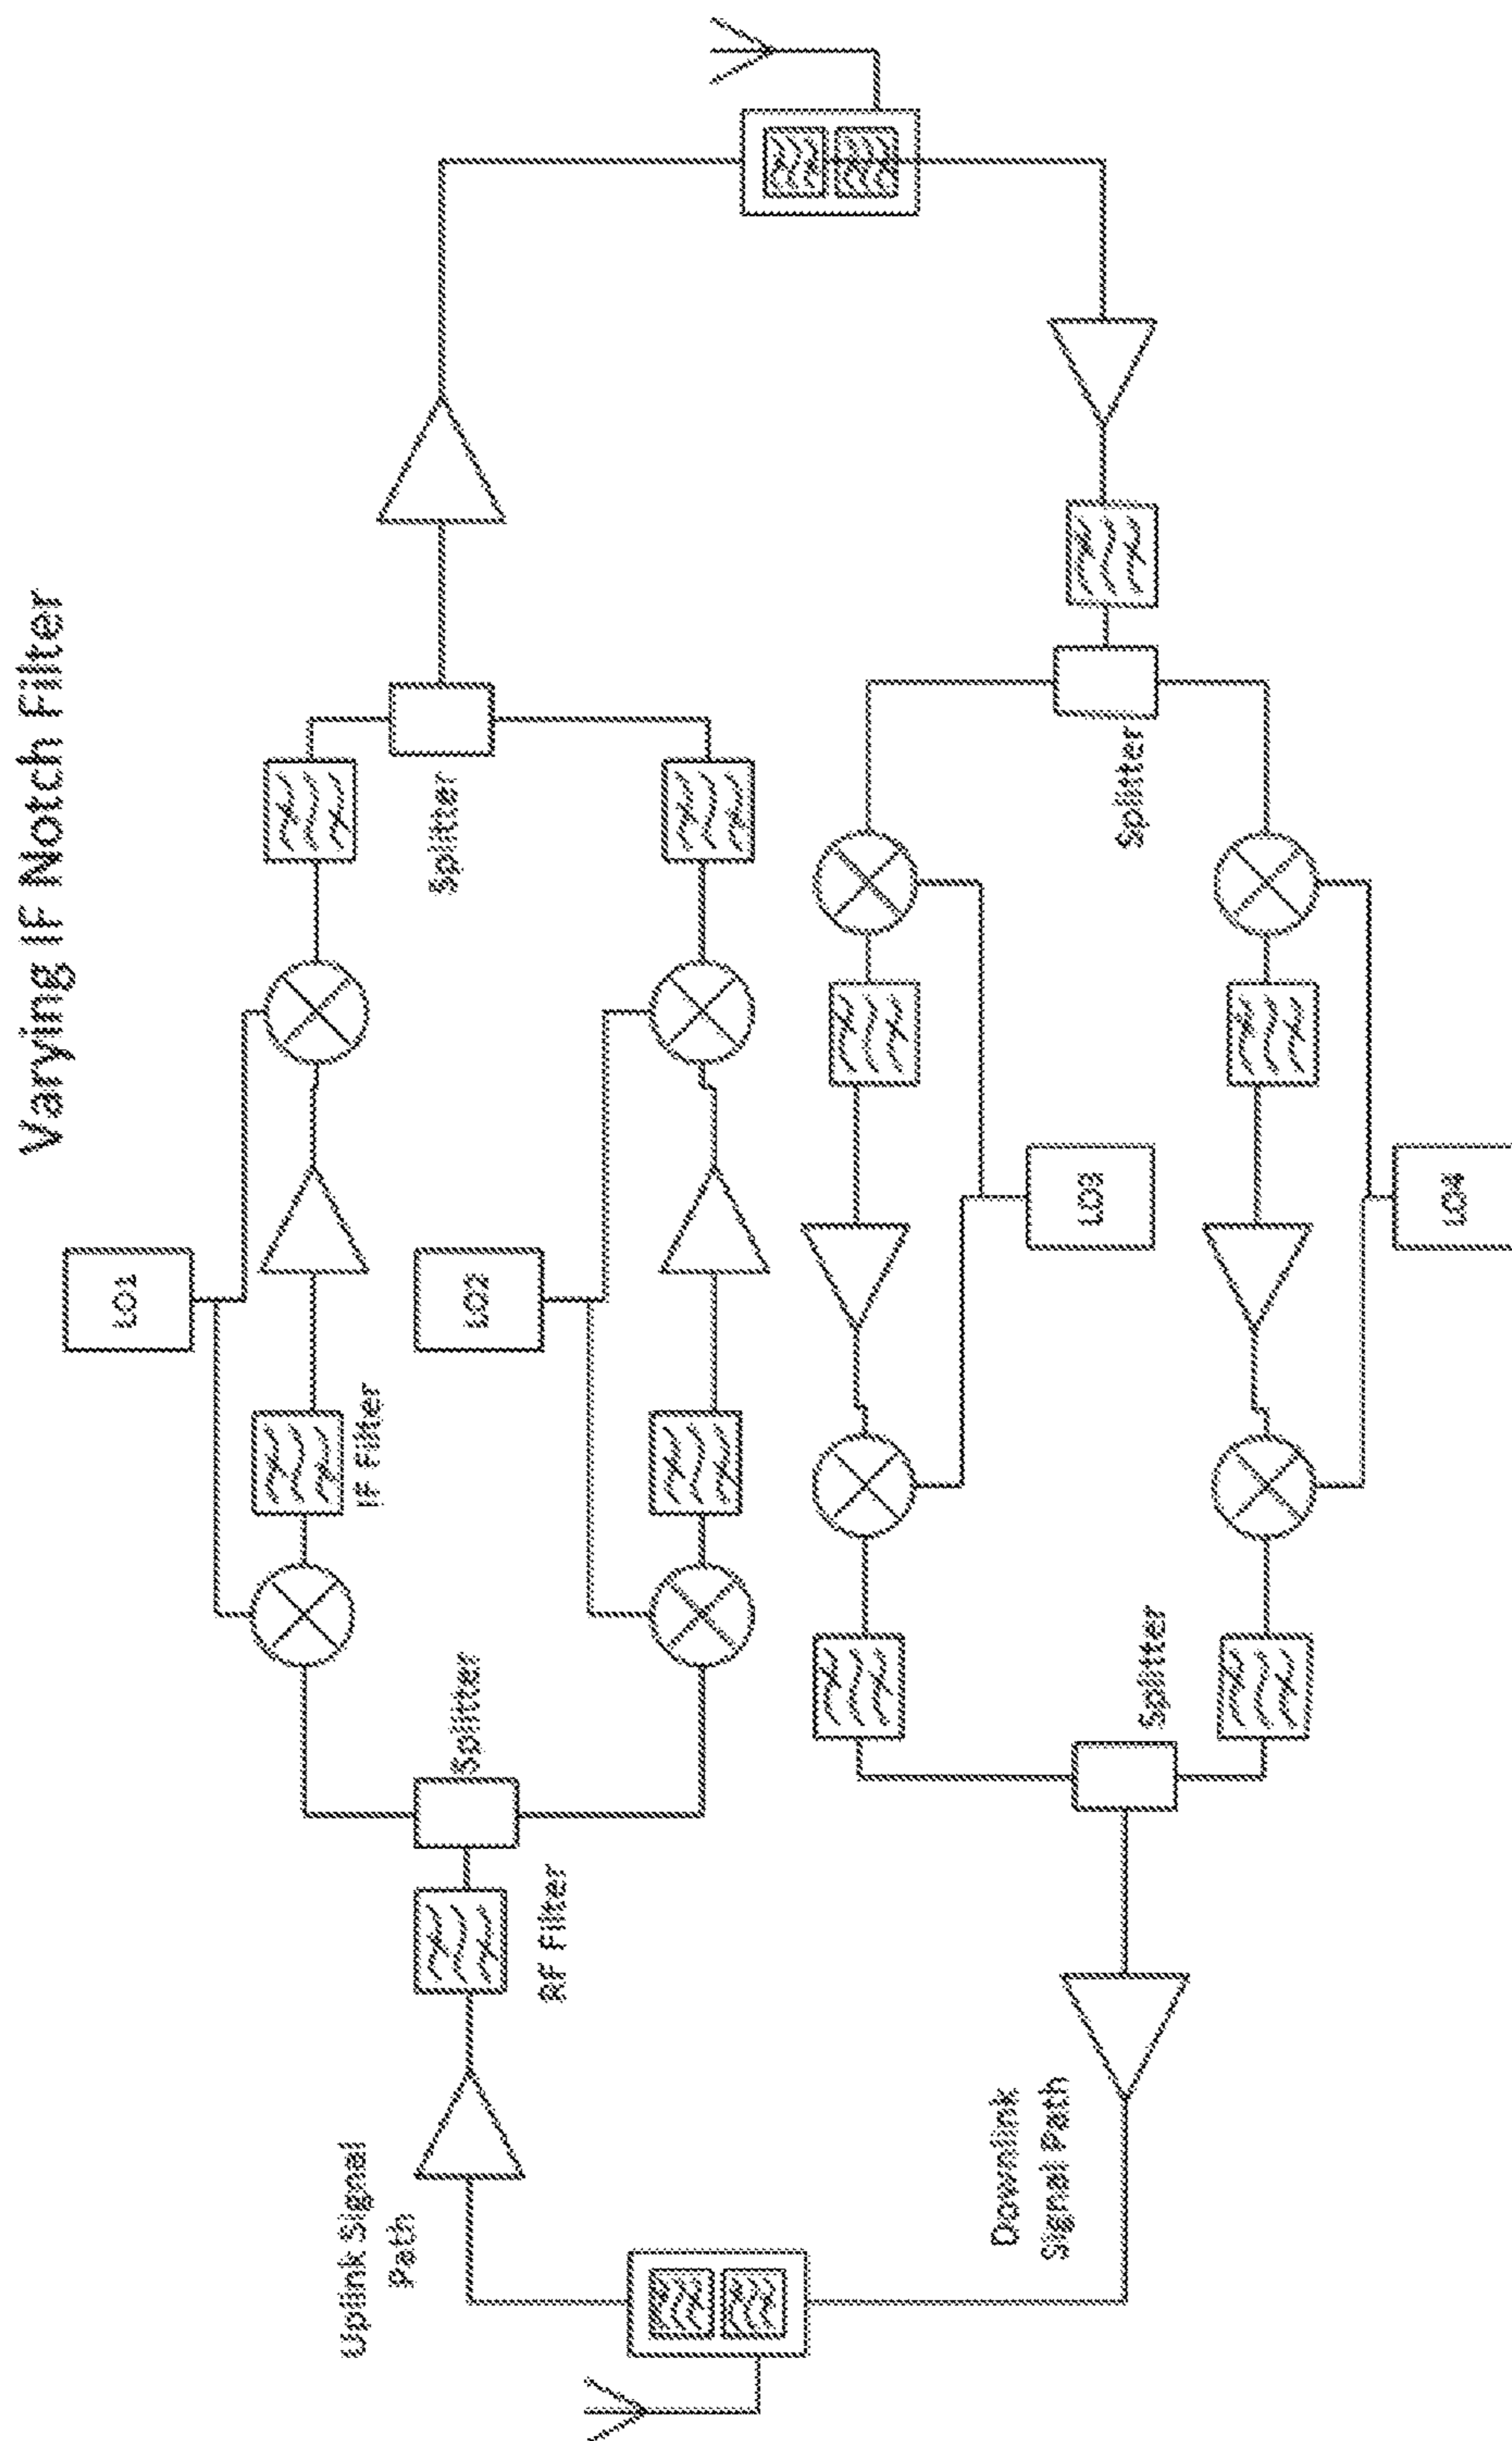 Varying IF Notch Filter
LO1
IF Filter
Splitter
LO2
Splitter
Uplink Signal
Path
RF Filter
Downlink
Signal Path
Splitter
LO3
Splitter
LO4